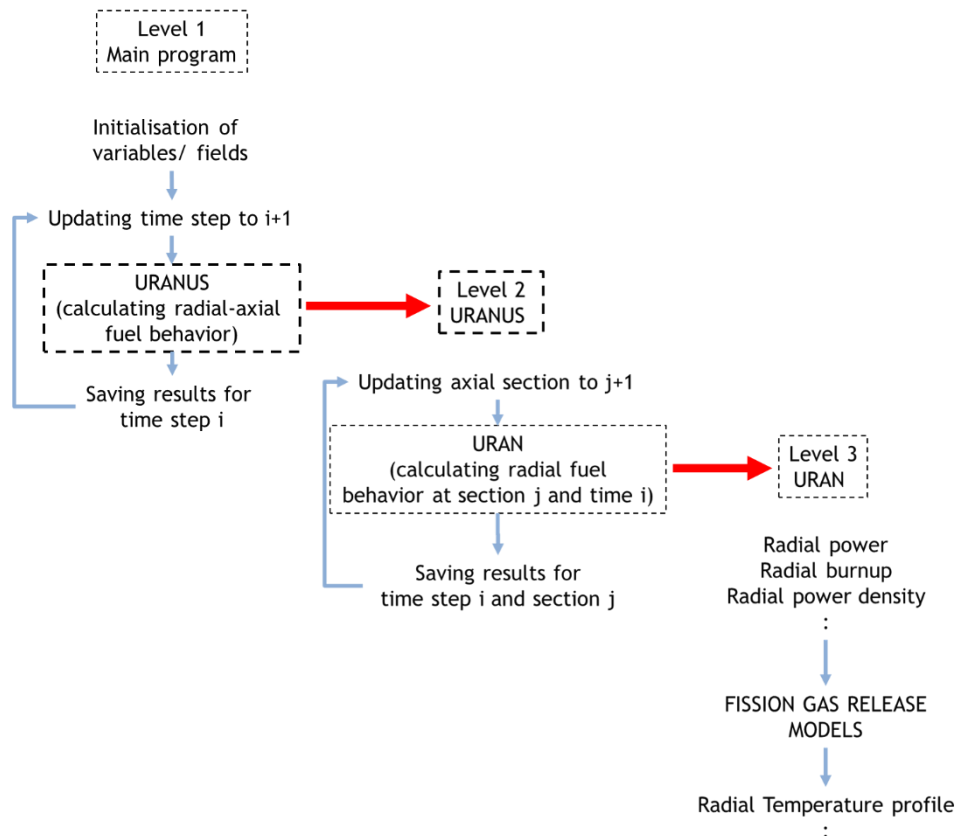 Level 1
Main program
Initialisation of
variables/ fields
Updating time step to i+1
URANUS
(calculating radial-axial
fuel behavior)
Saving results for
time step i
Level 2
URANUS
Updating axial section to j+1
URAN
(calculating radial fuel
behavior at section j and time i)
Saving results for
time step i and section j
Level 3
URAN
Radial power
Radial burnup
Radial power density
:
FISSION GAS RELEASE
MODELS
Radial Temperature profile
: